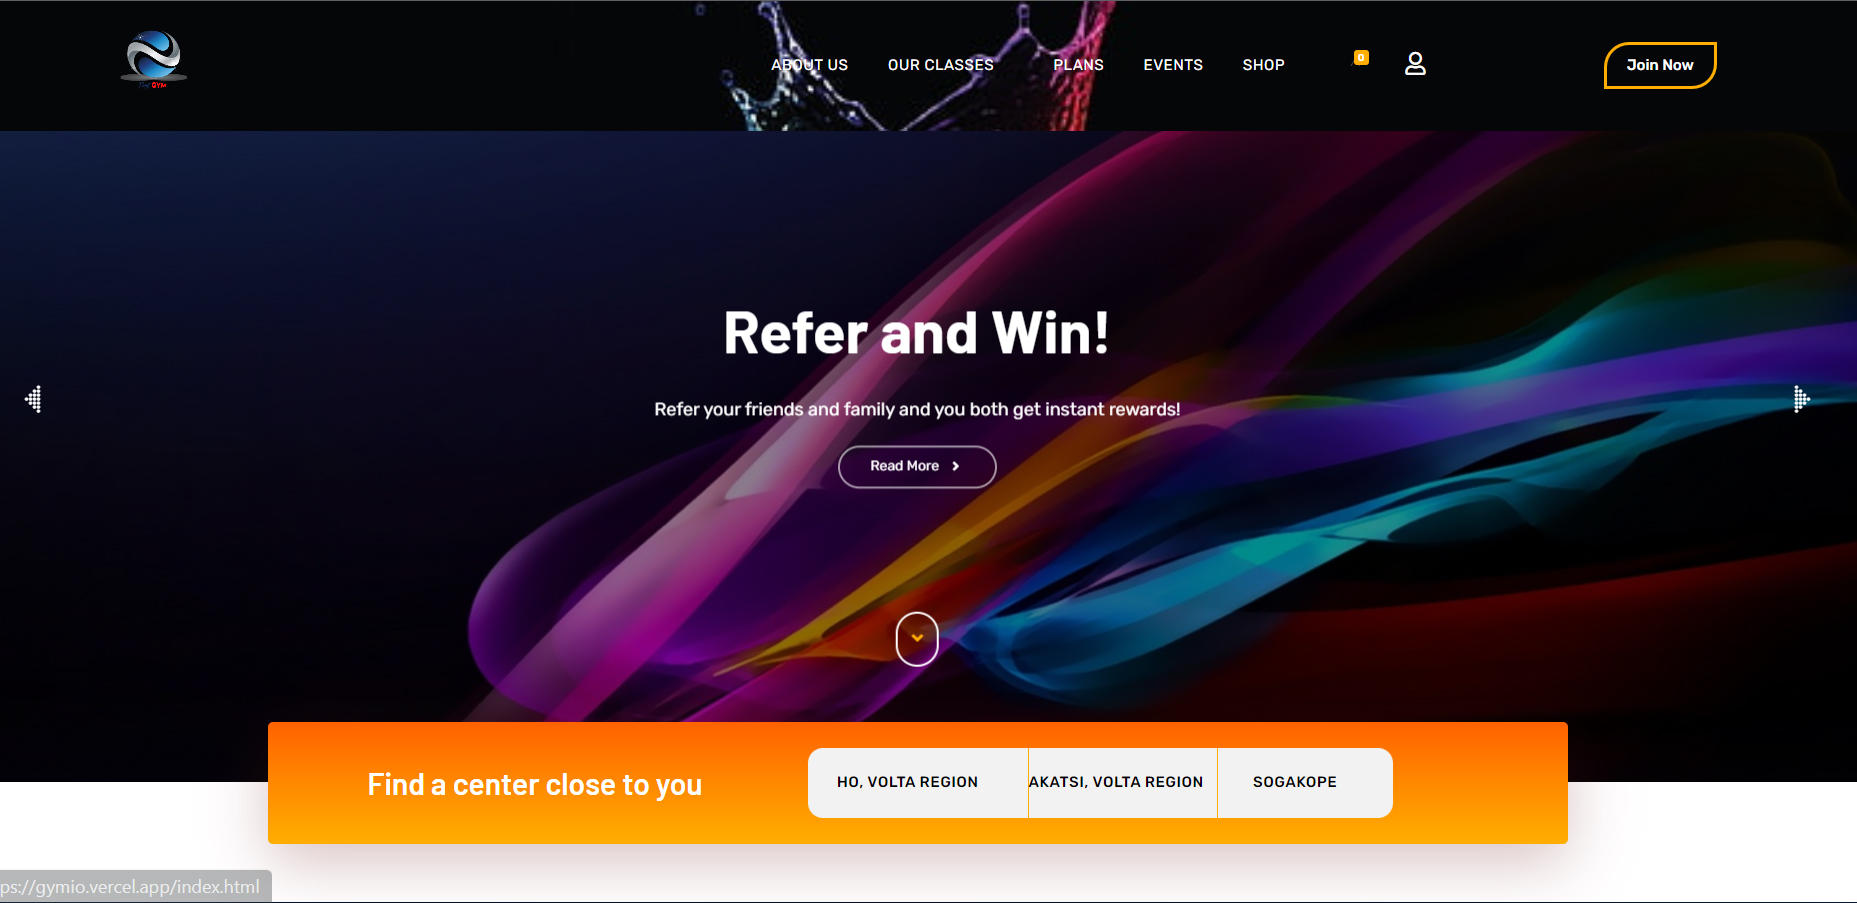 ABOUT US
OUR CLASSES
PLANS
EVENTS
SHOP
0
Join Now
GYM
Refer and Win!
Refer your friends and family and you both get instant rewards!
Read More
Find a center close to you
HO, VOLTA REGION
AKATSI, VOLTA REGION
SOGAKOPE
ps://gymio.vercel.app/index.html